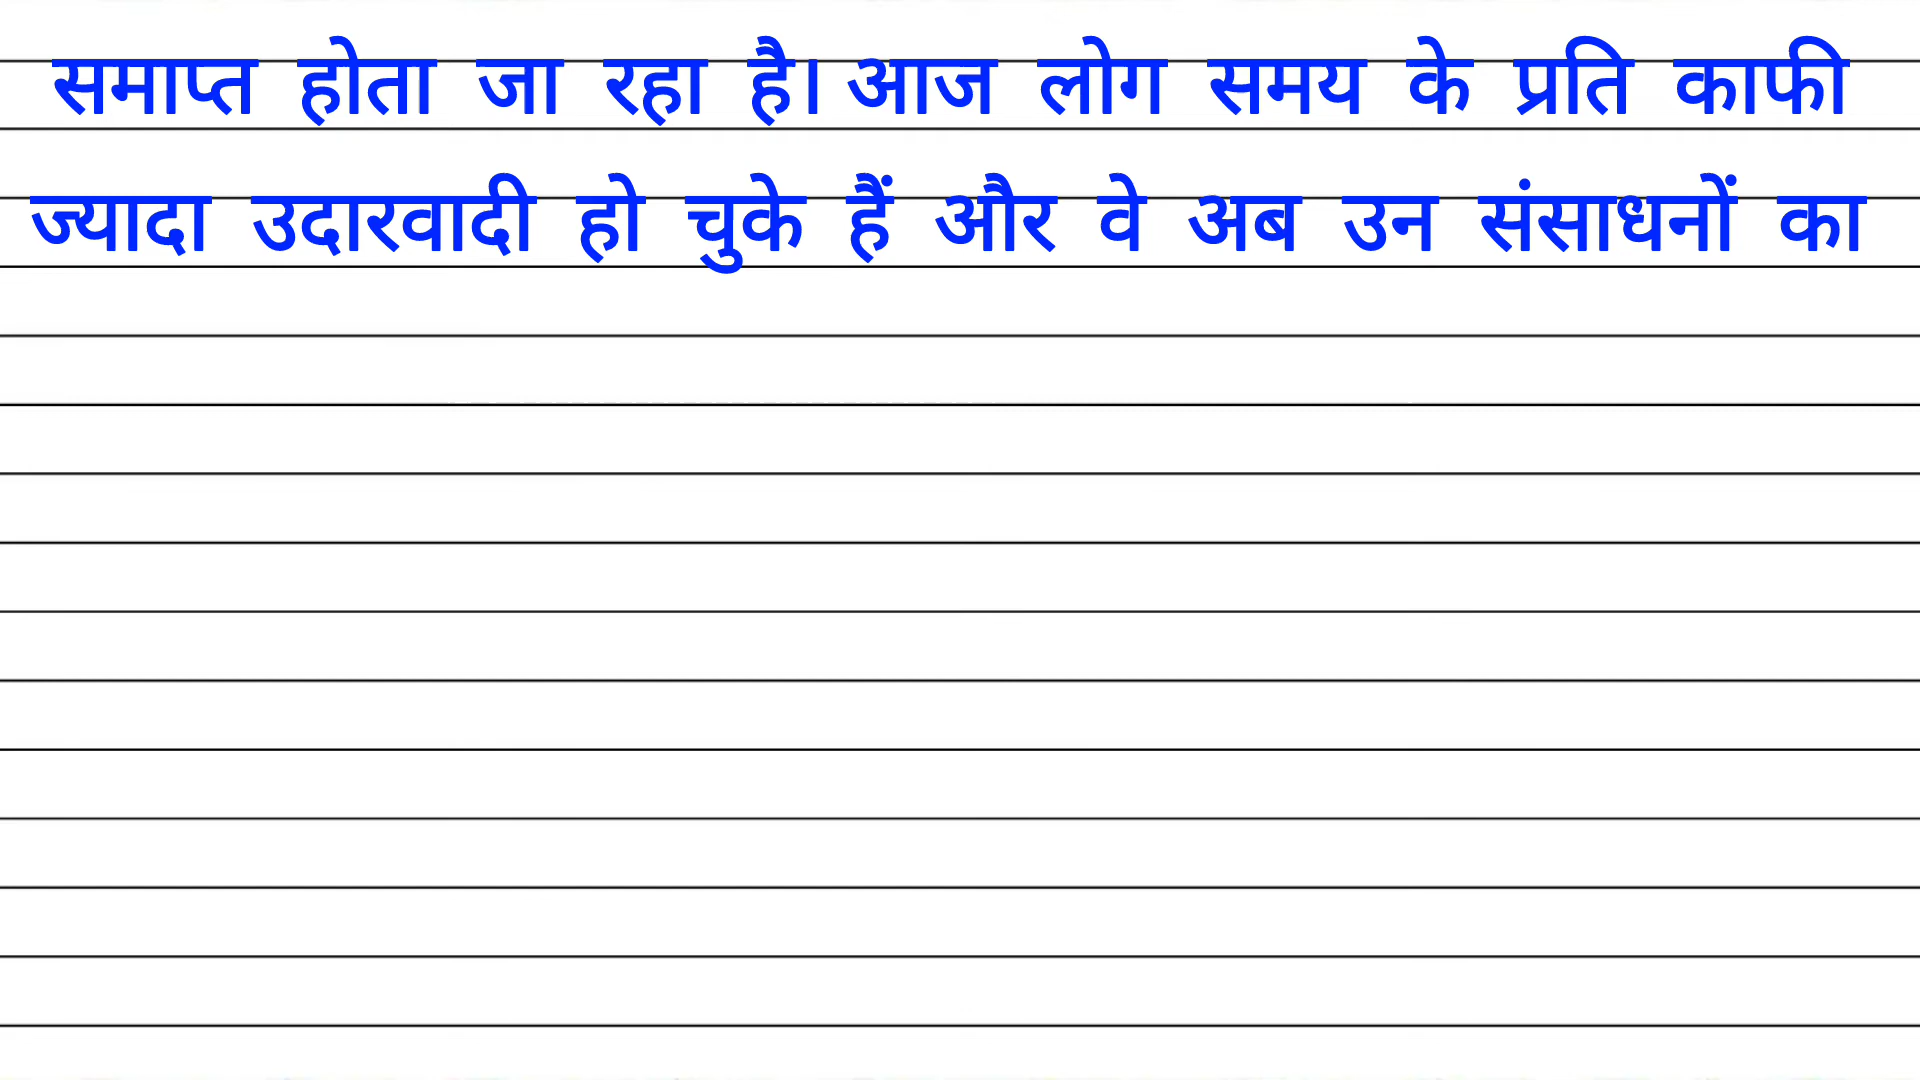 समाप्त होता जा रहा है। आज लोग समय के प्रति काफी
ज्यादा उदारवादी हो चुके हैं और वे अब उन संसाधनों का